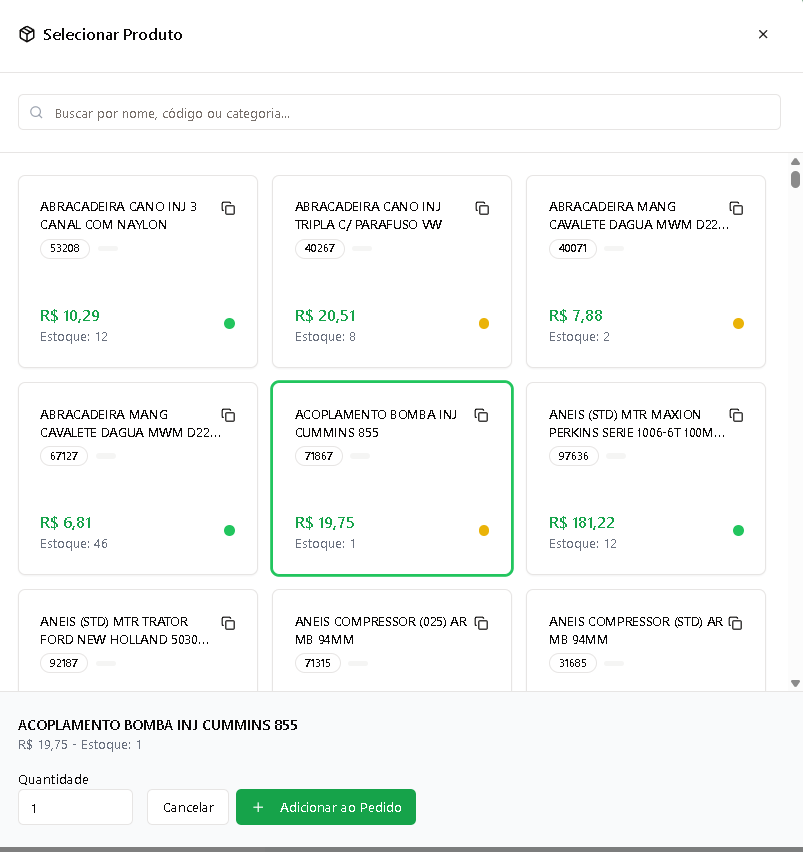 Selecionar Produto
Buscar por nome, código ou categoria...
ABRACADEIRA CANO INJ 3
CANAL COM NAYLON
53208
R$ 10,29
Estoque: 12
ABRACADEIRA CANO INJ
TRIPLA C/ PARAFUSO VW
40267
R$ 20,51
Estoque: 8
ABRACADEIRA MANG
CAVALETE DAGUA MWM D22...
40071
R$ 7,88
Estoque: 2
ABRACADEIRA MANG
CAVALETE DAGUA MWM D22...
67127
R$ 6,81
Estoque: 46
ACOPLAMENTO BOMBA INJ
CUMMINS 855
71867
R$ 19,75
Estoque: 1
ANEIS (STD) MTR MAXION
PERKINS SERIE 1006-6T 100M...
97636
R$ 181,22
Estoque: 12
ANEIS (STD) MTR TRATOR
FORD NEW HOLLAND 5030...
92187
ANEIS COMPRESSOR (025) AR
MB 94MM
71315
ANEIS COMPRESSOR (STD) AR
MB 94MM
31685
ACOPLAMENTO BOMBA INJ CUMMINS 855
R$ 19,75 - Estoque: 1
Quantidade
1
Cancelar
+ Adicionar ao Pedido